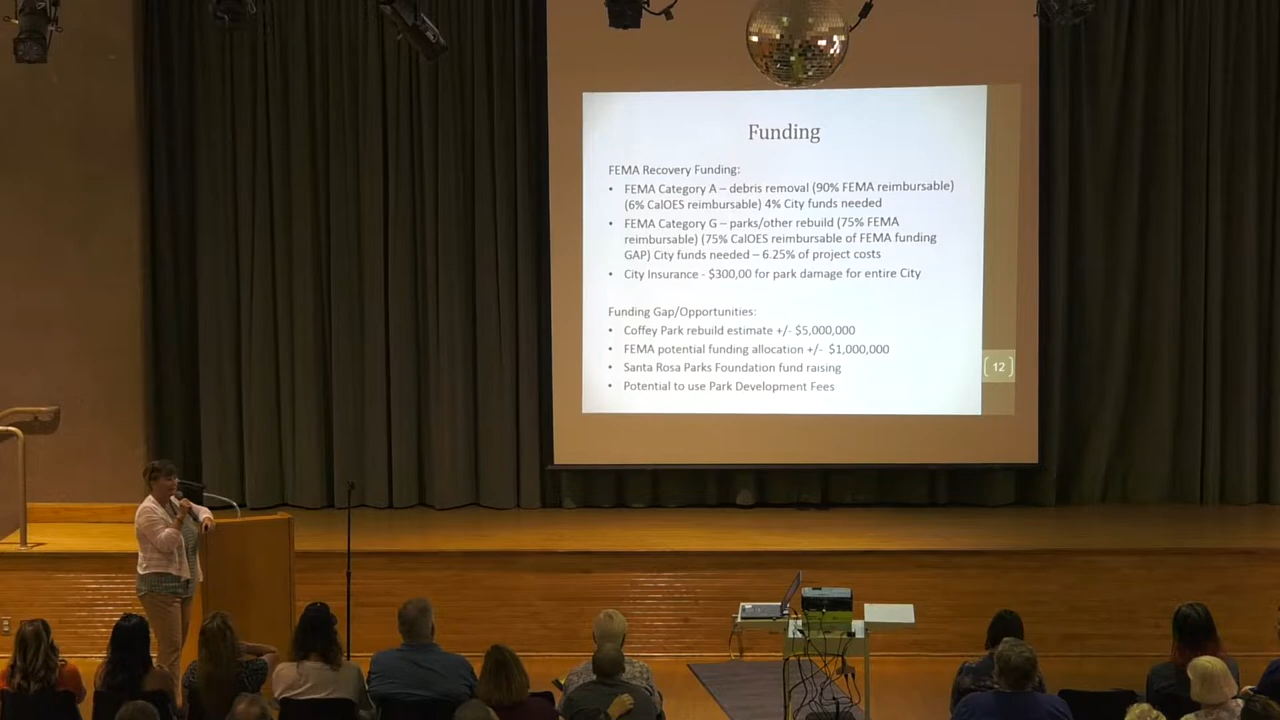 Funding
FEMA Recovery Funding:
• FEMA Category A – debris removal (90% FEMA reimbursable)
(6% CalOES reimbursable) 4% City funds needed
• FEMA Category G – parks/other rebuild (75% FEMA
reimbursable) (75% CalOES reimbursable of FEMA funding
GAP) City funds needed – 6.25% of project costs
• City Insurance - $300,00 for park damage for entire City
Funding Gap/Opportunities:
• Coffey Park rebuild estimate +/- $5,000,000
• FEMA potential funding allocation +/- $1,000,000
• Santa Rosa Parks Foundation fund raising
• Potential to use Park Development Fees
12